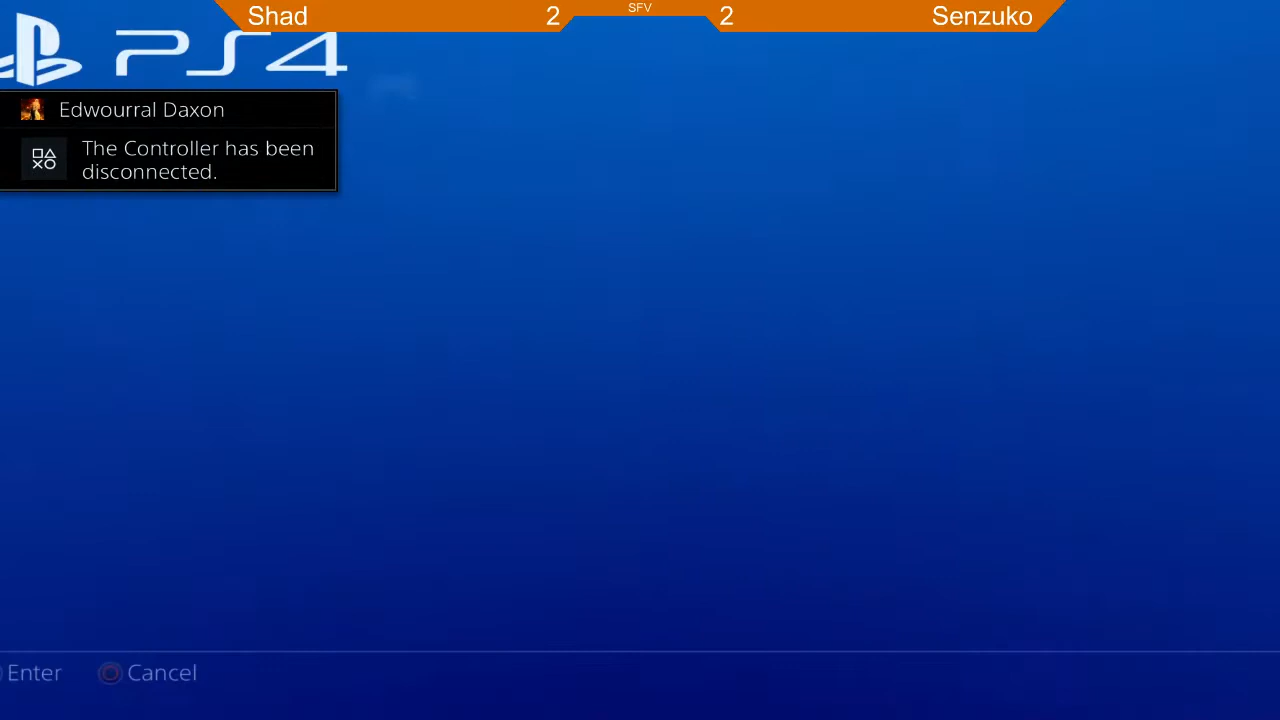 Shad 2 SFV 2 Senzuko
PS4
Edwourral Daxon
The Controller has been
disconnected.
Enter Cancel